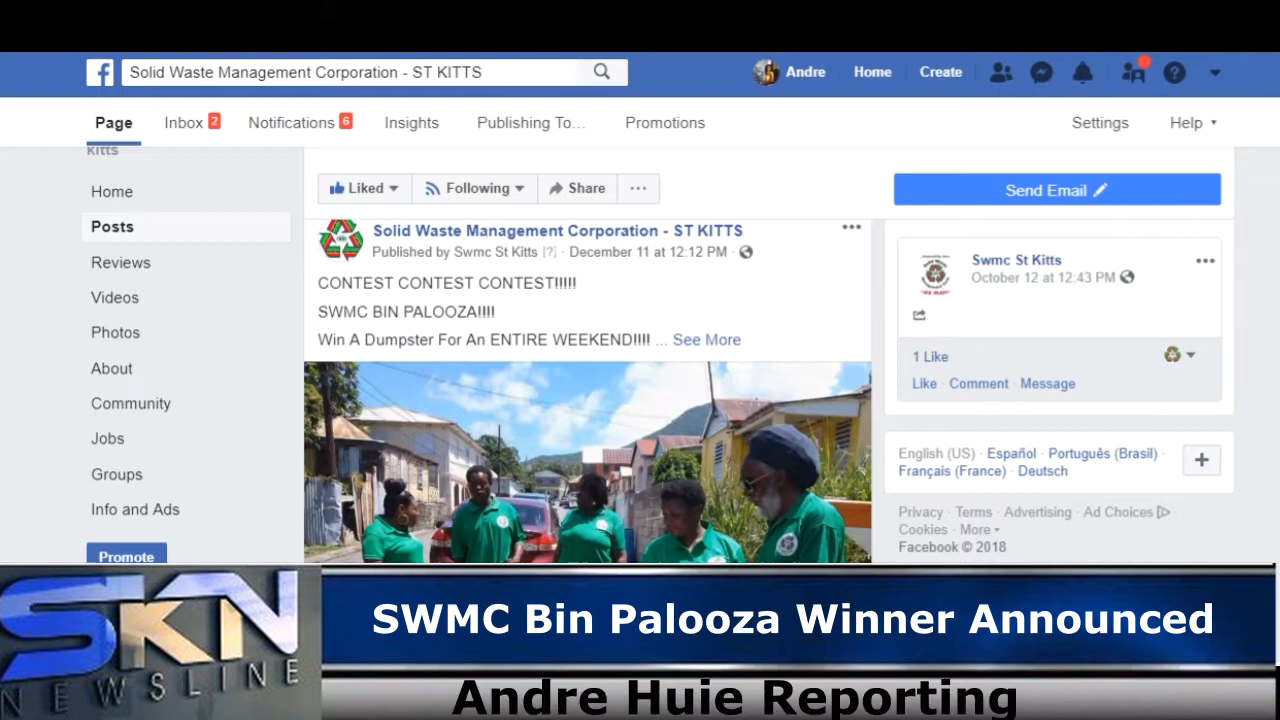 Solid Waste Management Corporation - ST KITTS
Andre Home Create
Page Inbox 2 Notifications 6 Insights Publishing To... Promotions Settings Help
kitts
Home
Posts
Reviews
Videos
Photos
About
Community
Jobs
Groups
Info and Ads
Promote
Liked Following Share ...
Send Email
Solid Waste Management Corporation - ST KITTS
Published by Swmc St Kitts [?] · December 11 at 12:12 PM ·
CONTEST CONTEST CONTEST!!!!!
SWMC BIN PALOOZA!!!!
Win A Dumpster For An ENTIRE WEEKEND!!!! ... See More
Swmc St Kitts
October 12 at 12:43 PM
1 Like
Like · Comment · Message
English (US) · Español · Português (Brasil) ·
Français (France) · Deutsch
Privacy · Terms · Advertising · Ad Choices ·
Cookies · More
Facebook © 2018
SKN
NEWSLINE
SWMC Bin Palooza Winner Announced
Andre Huie Reporting